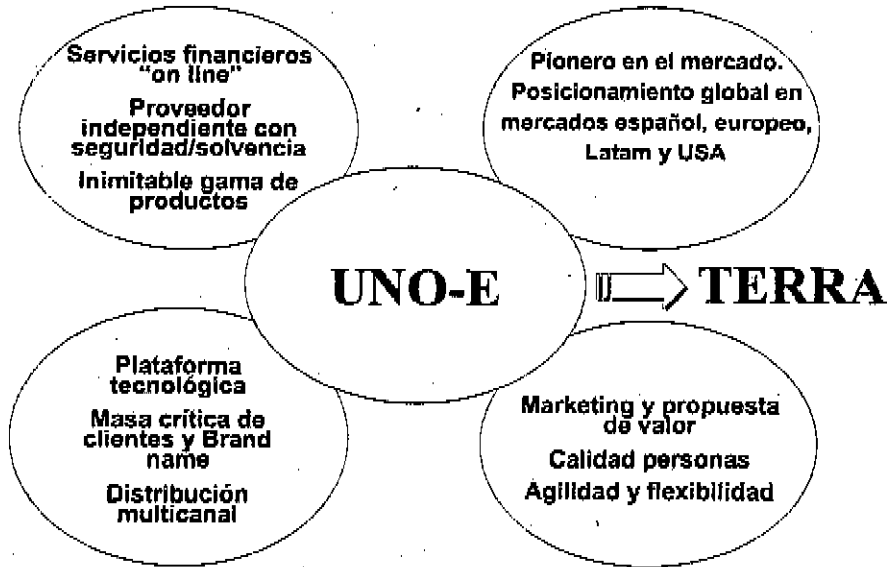 Servicios financieros
"on line"
Proveedor
independiente con
seguridad/solvencia
Inimitable gama de
productos
Pionero en el mercado.
Posicionamiento global en
mercados español, europeo,
Latam y USA
UNO-E
TERRA
Plataforma
tecnológica
Masa crítica de
clientes y Brand
name
Distribución
multicanal
Marketing y propuesta
de valor
Calidad personas
Agilidad y flexibilidad